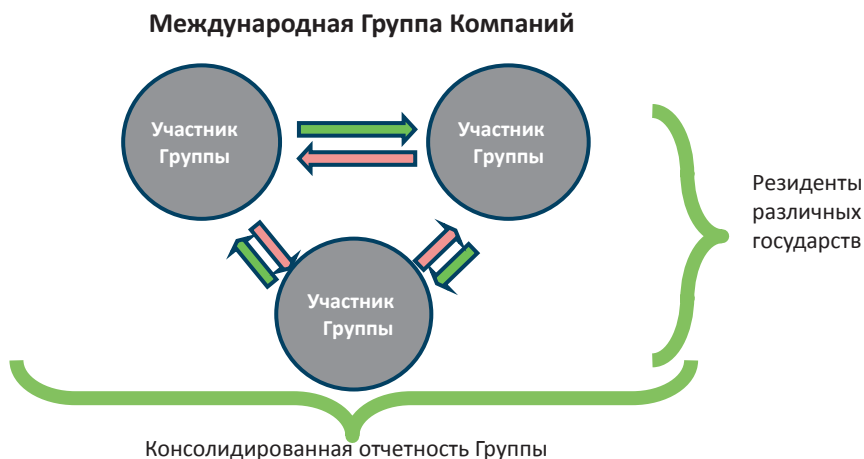 Международная Группа Компаний
Участник
Группы
Участник
Группы
Резиденты
различных
государств
Участник
Группы
Консолидированная отчетность Группы